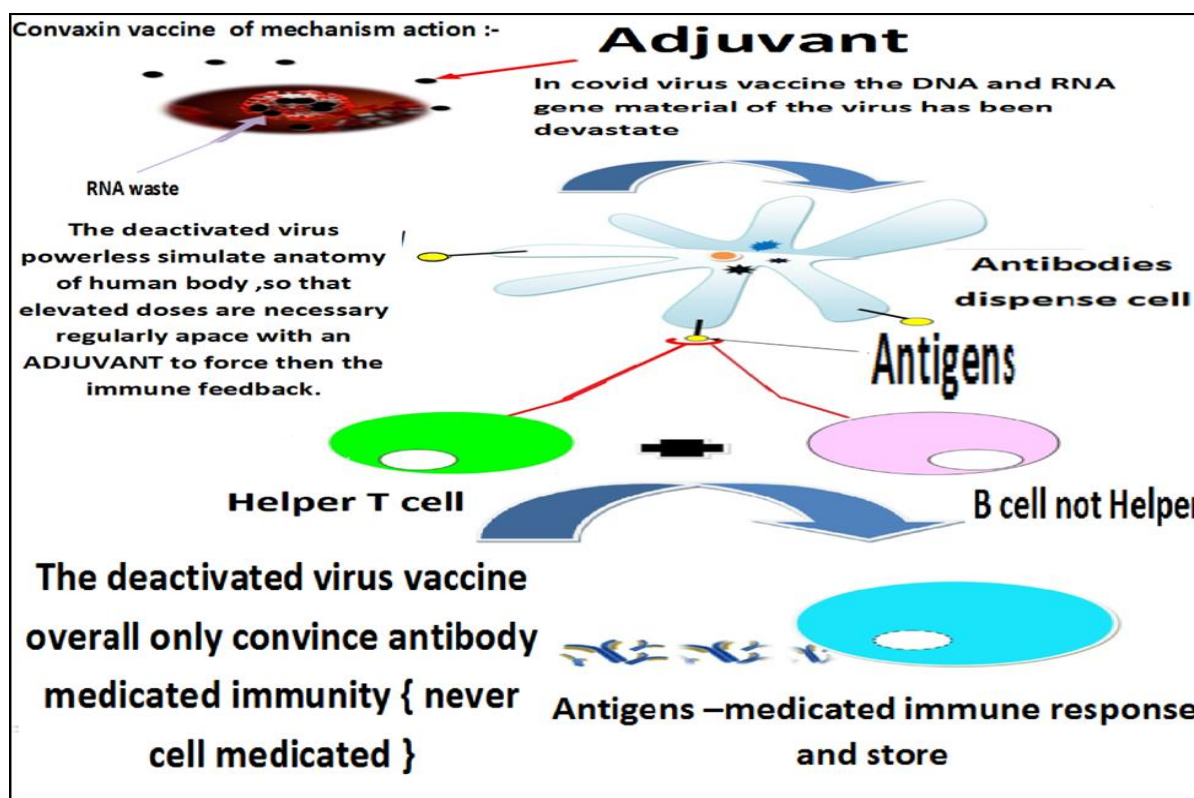 Convaxin vaccine of mechanism action :-
Adjuvant
In covid virus vaccine the DNA and RNA
gene material of the virus has been
devastate
RNA waste
The deactivated virus
powerless simulate anatomy
of human body ,so that
elevated doses are necessary
regularly apace with an
ADJUVANT to force then the
immune feedback.
Antibodies
dispense cell
Antigens
Helper T cell
B cell not Helper
The deactivated virus vaccine
overall only convince antibody
medicated immunity { never
cell medicated }
Antigens –medicated immune response
and store